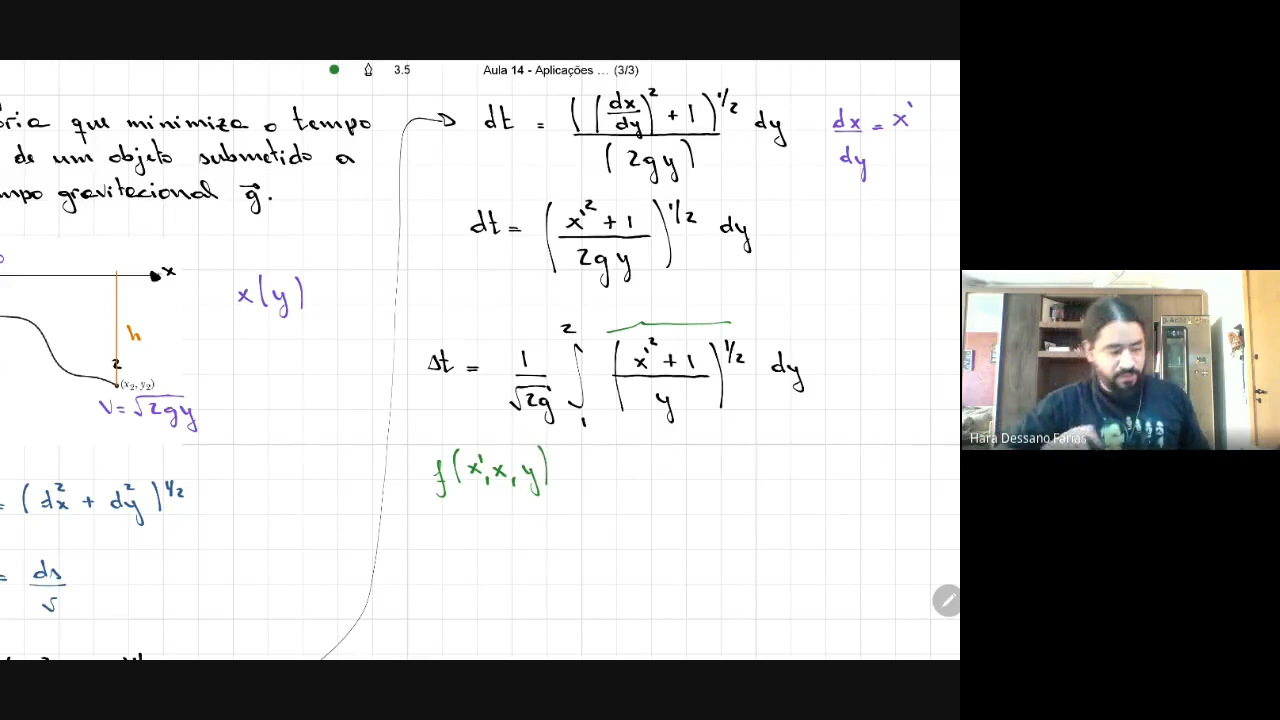 3.5 Aula 14 - Aplicações ... (3/3)
ória que minimiza o tempo
de um objeto submetido a
mpo gravitacional g⃗.
x
x(y)
h
2
(x₂, y₂)
v = √2gy
= (dx² + dy²)^1/2
= ds
v
dt = (((dx/dy)² + 1)^1/2 / (2gy)) dy
dx/dy = x'
dt = ((x'² + 1) / 2gy)^1/2 dy
Δt = 1/√2g ∫₁² ((x'² + 1) / y)^1/2 dy
f(x', x, y)
Hara Dessano Farias